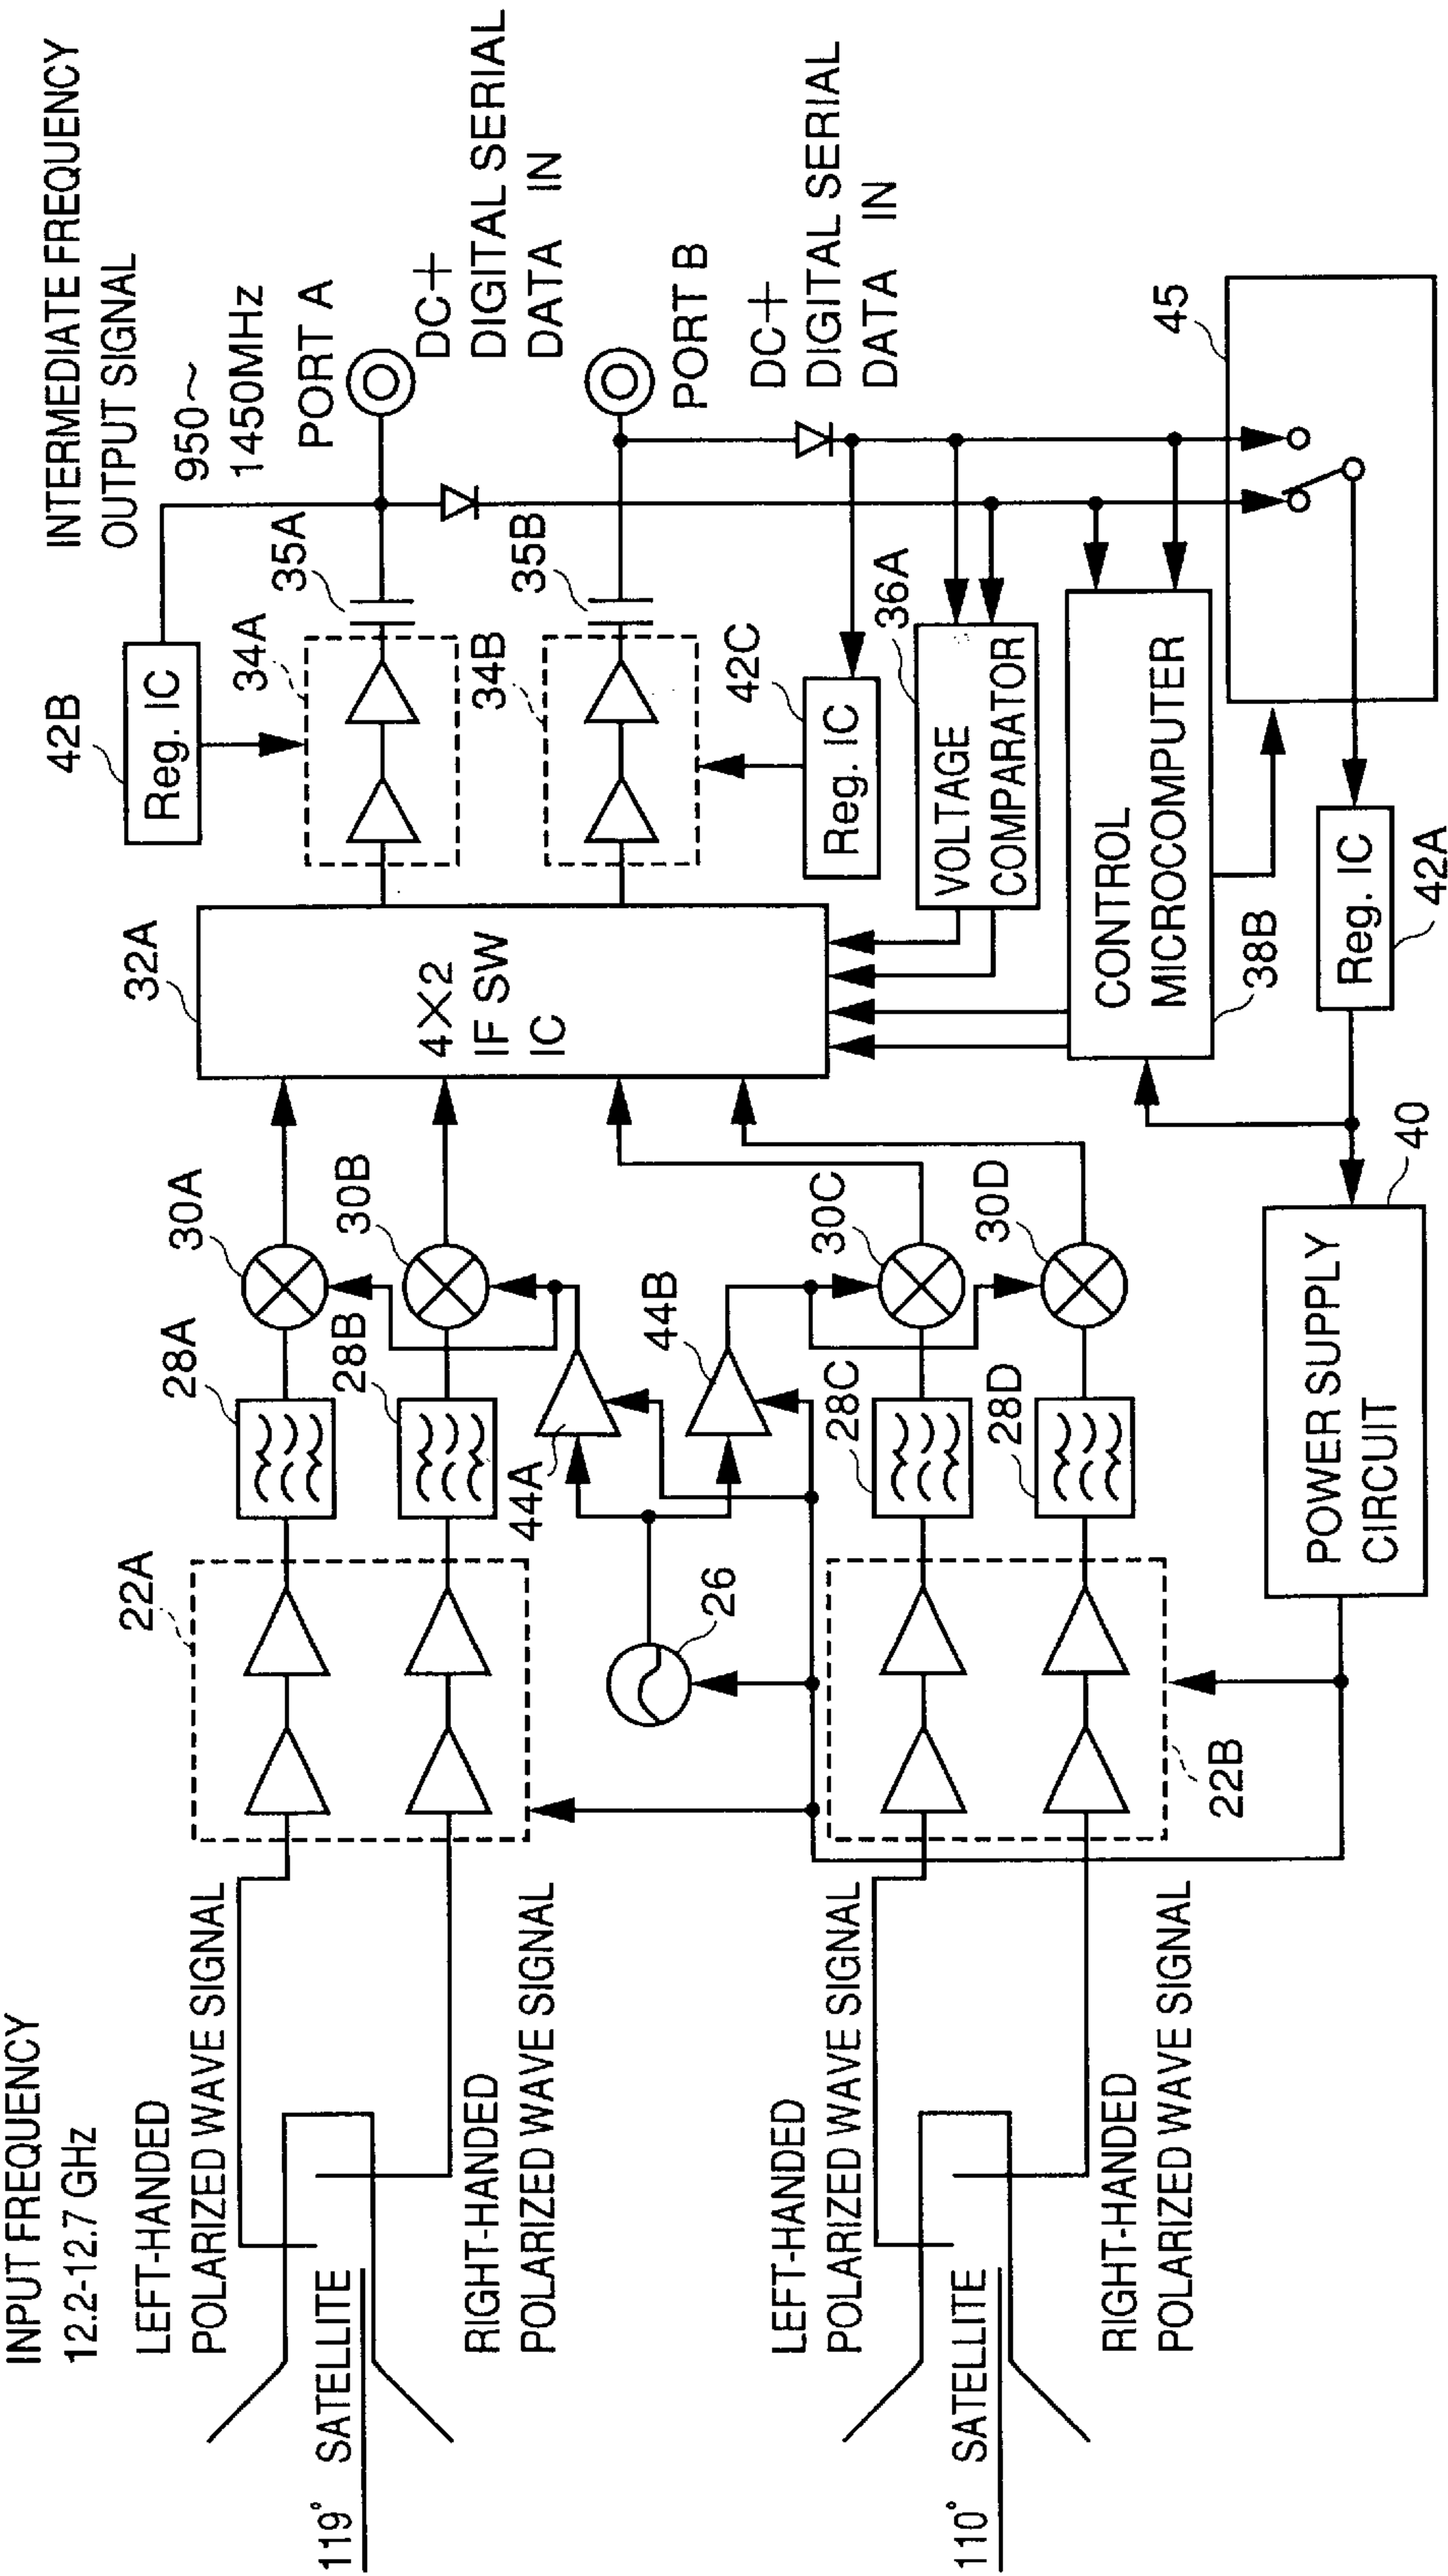 INPUT FREQUENCY
12.2-12.7 GHz
LEFT-HANDED
POLARIZED WAVE SIGNAL
119° SATELLITE
RIGHT-HANDED
POLARIZED WAVE SIGNAL
LEFT-HANDED
POLARIZED WAVE SIGNAL
110° SATELLITE
RIGHT-HANDED
POLARIZED WAVE SIGNAL
22A
22B
26
28A
28B
44A
44B
28C
28D
30A
30B
30C
30D
POWER SUPPLY
CIRCUIT
40
32A
4×2
IF SW
IC
42B
Reg. IC
34A
35A
34B
35B
42C
Reg. IC
36A
VOLTAGE
COMPARATOR
CONTROL
MICROCOMPUTER
38B
Reg. IC
42A
45
INTERMEDIATE FREQUENCY
OUTPUT SIGNAL
950~
1450MHz
PORT A
DC+
DIGITAL SERIAL
DATA IN
PORT B
DC+
DIGITAL SERIAL
DATA IN